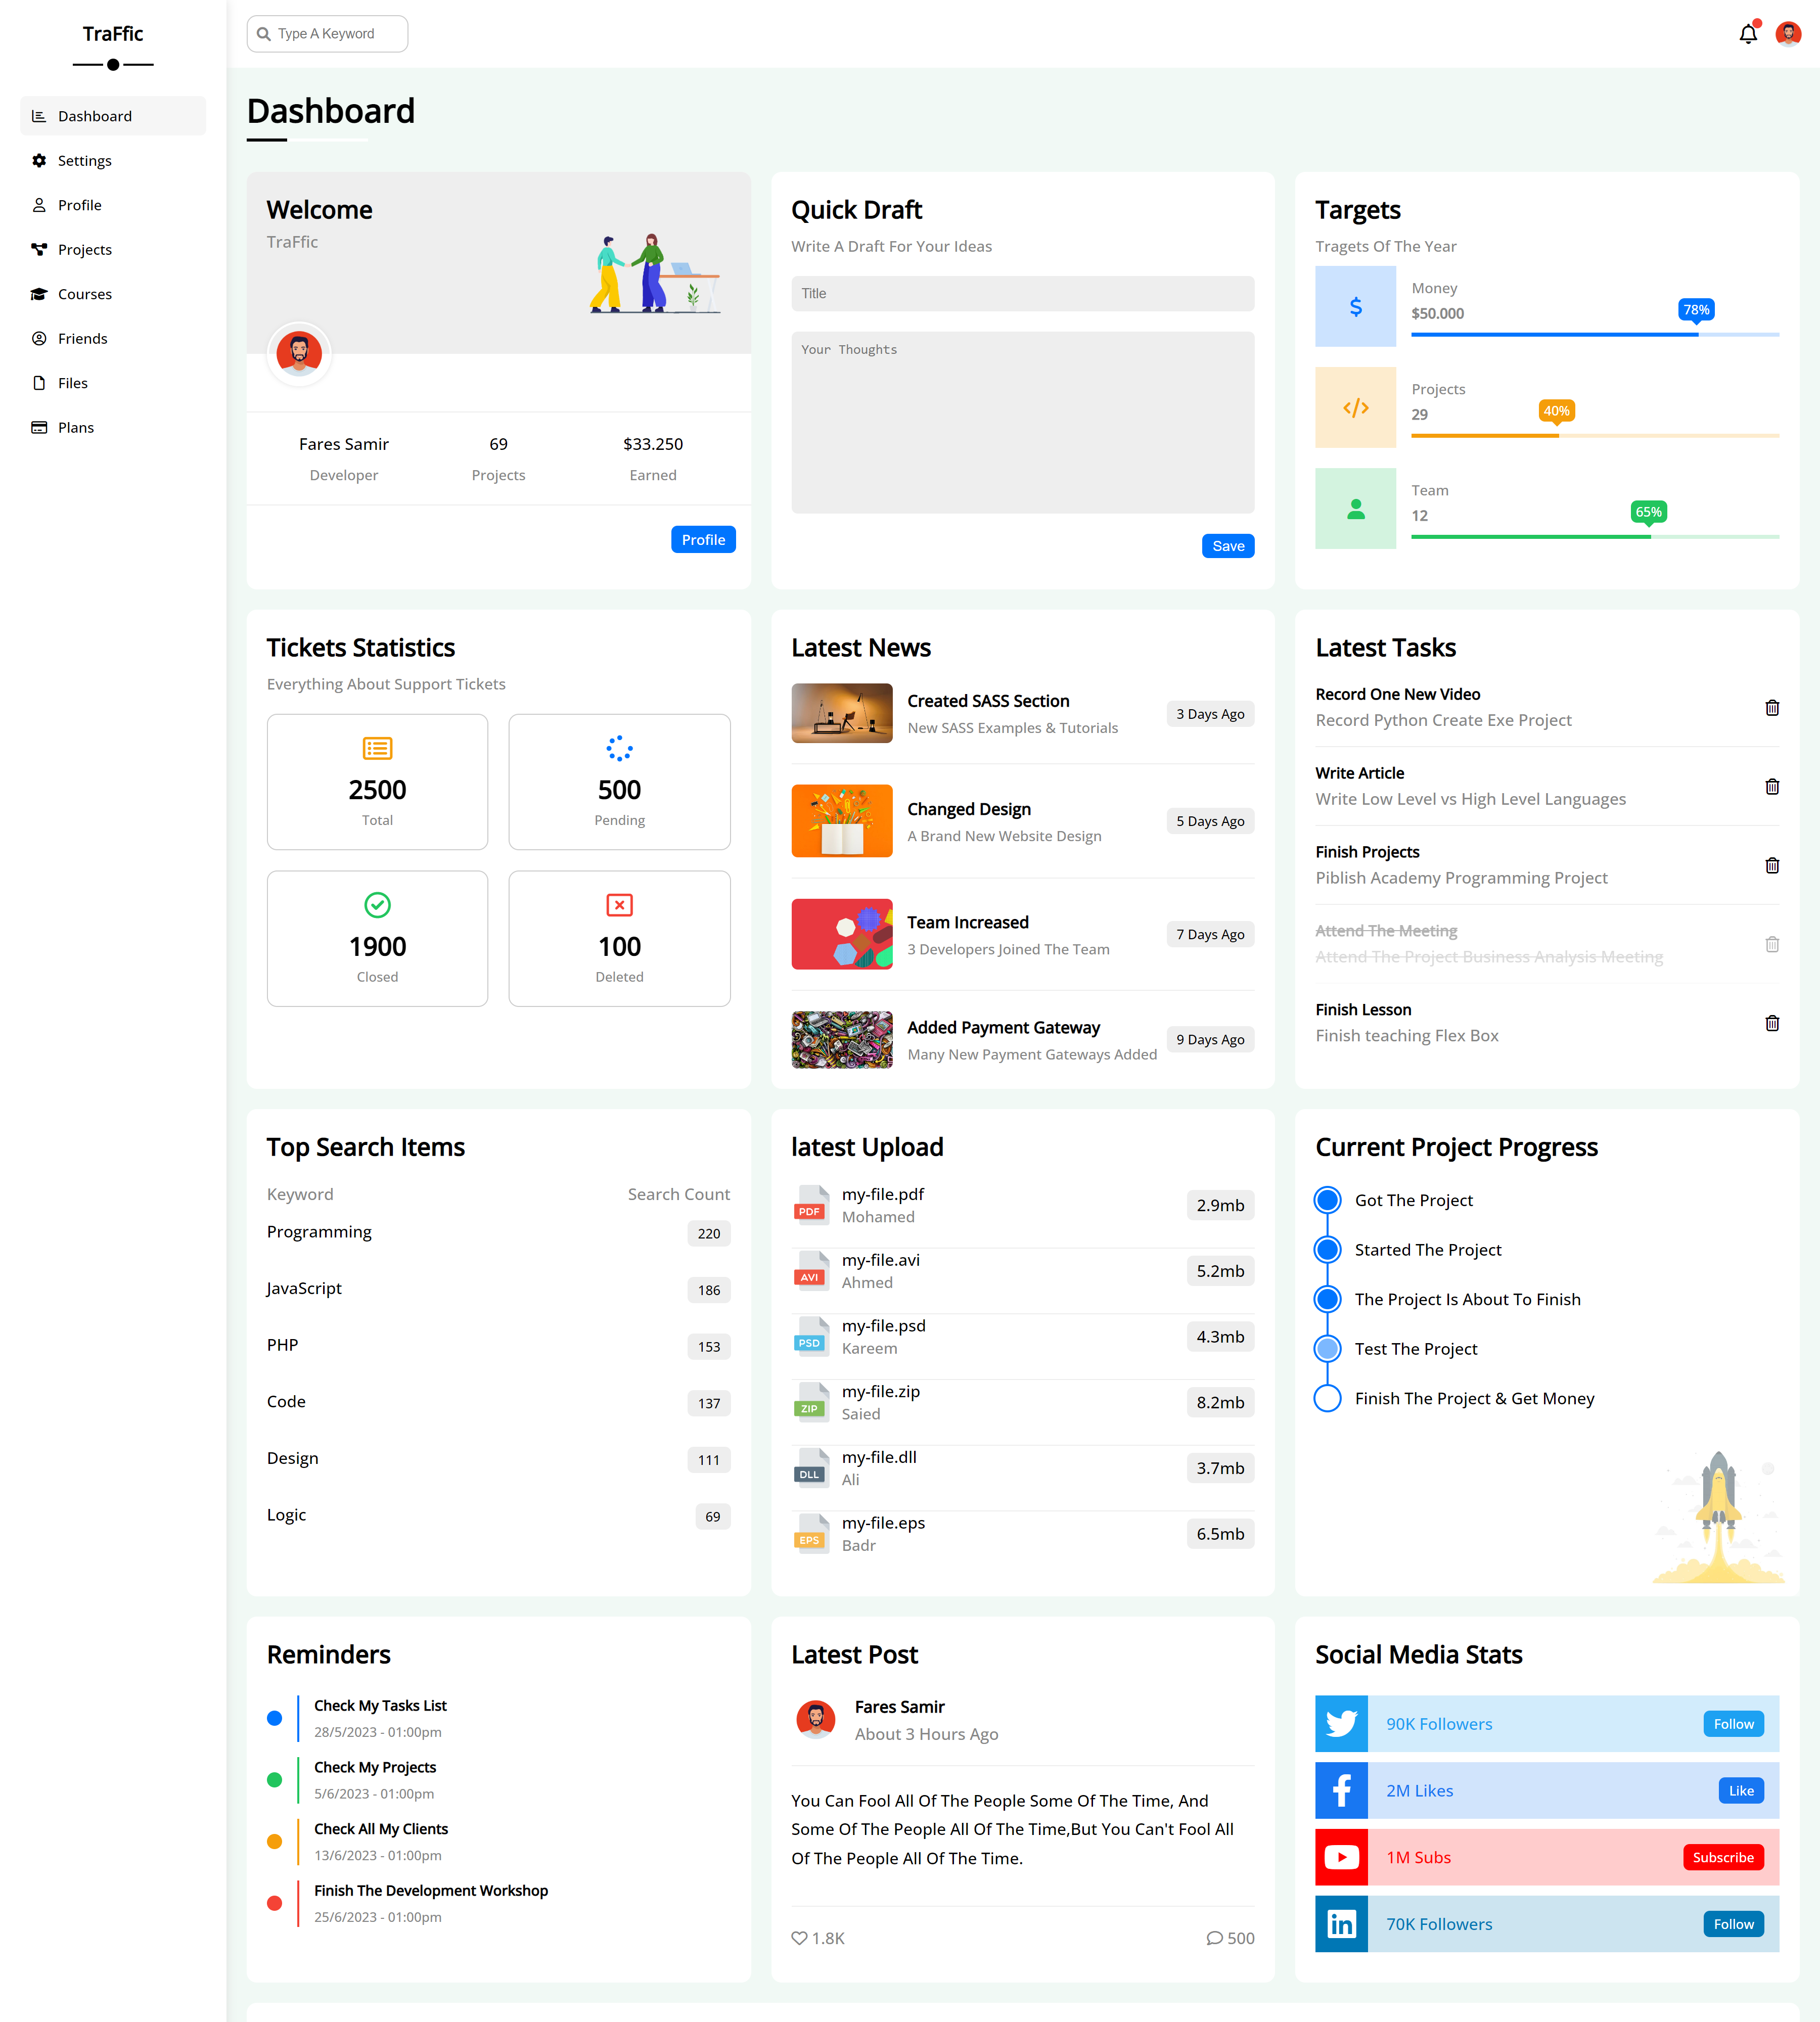 TraFfic
Dashboard
Settings
Profile
Projects
Courses
Friends
Files
Plans
Type A Keyword
Dashboard
Welcome
TraFfic
Fares Samir
Developer
69
Projects
$33.250
Earned
Profile
Quick Draft
Write A Draft For Your Ideas
Title
Your Thoughts
Save
Targets
Tragets Of The Year
Money
$50.000
78%
Projects
29
40%
Team
12
65%
Tickets Statistics
Everything About Support Tickets
2500
Total
500
Pending
1900
Closed
100
Deleted
Latest News
Created SASS Section
New SASS Examples & Tutorials
3 Days Ago
Changed Design
A Brand New Website Design
5 Days Ago
Team Increased
3 Developers Joined The Team
7 Days Ago
Added Payment Gateway
Many New Payment Gateways Added
9 Days Ago
Latest Tasks
Record One New Video
Record Python Create Exe Project
Write Article
Write Low Level vs High Level Languages
Finish Projects
Piblish Academy Programming Project
Attend The Meeting
Attend The Project Business Analysis Meeting
Finish Lesson
Finish teaching Flex Box
Top Search Items
Keyword Search Count
Programming 220
JavaScript 186
PHP 153
Code 137
Design 111
Logic 69
latest Upload
PDF
my-file.pdf
Mohamed
2.9mb
AVI
my-file.avi
Ahmed
5.2mb
PSD
my-file.psd
Kareem
4.3mb
ZIP
my-file.zip
Saied
8.2mb
DLL
my-file.dll
Ali
3.7mb
EPS
my-file.eps
Badr
6.5mb
Current Project Progress
Got The Project
Started The Project
The Project Is About To Finish
Test The Project
Finish The Project & Get Money
Reminders
Check My Tasks List
28/5/2023 - 01:00pm
Check My Projects
5/6/2023 - 01:00pm
Check All My Clients
13/6/2023 - 01:00pm
Finish The Development Workshop
25/6/2023 - 01:00pm
Latest Post
Fares Samir
About 3 Hours Ago
You Can Fool All Of The People Some Of The Time, And
Some Of The People All Of The Time,But You Can't Fool All
Of The People All Of The Time.
1.8K
500
Social Media Stats
90K Followers Follow
2M Likes Like
1M Subs Subscribe
in
70K Followers Follow